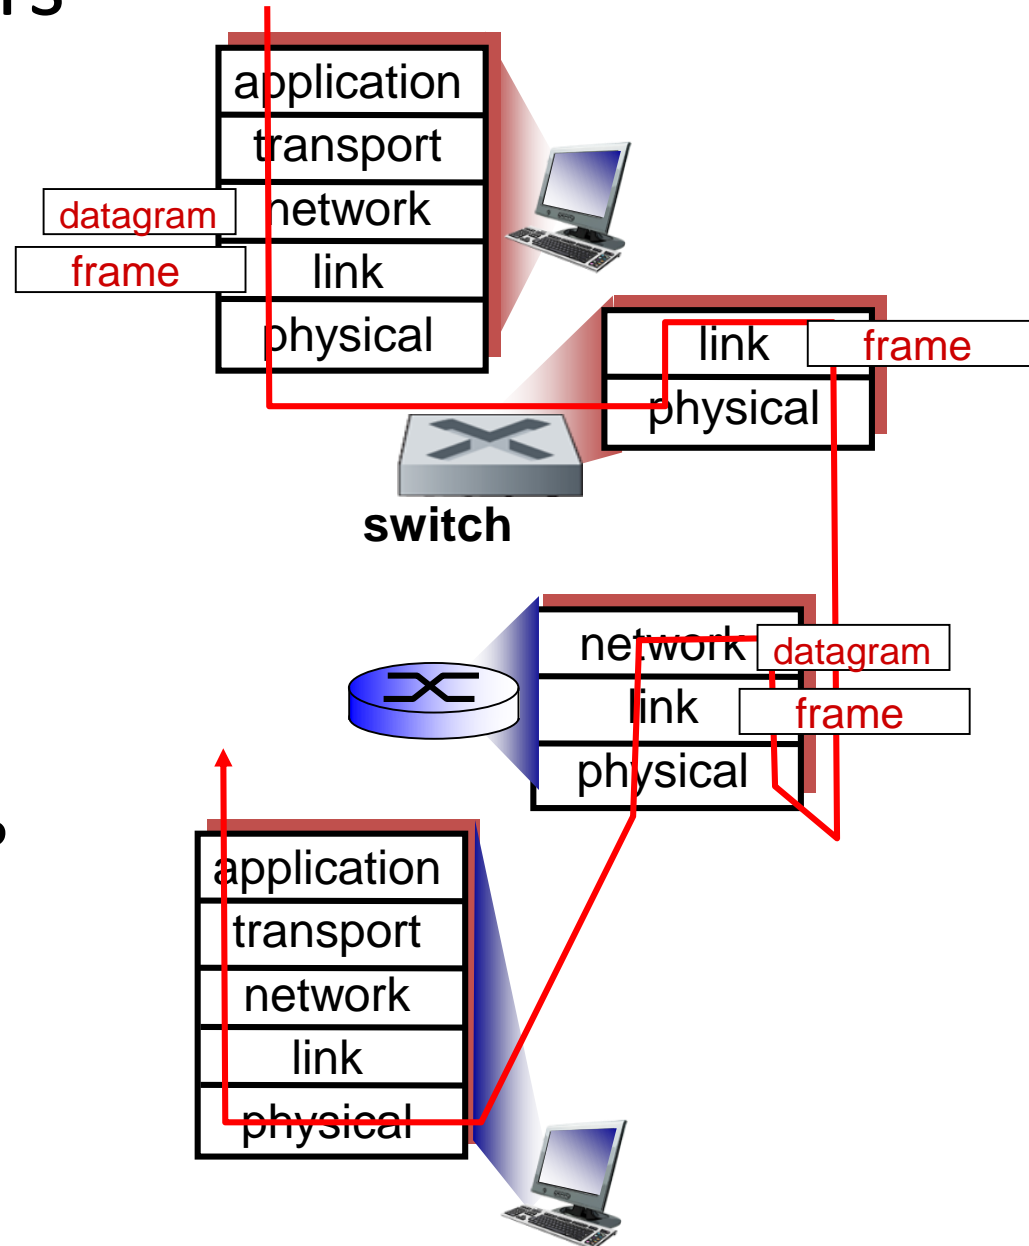 application
transport
datagram
network
frame
link
physical
link
frame
physical
switch
network
datagram
link
frame
physical
application
transport
network
link
physical